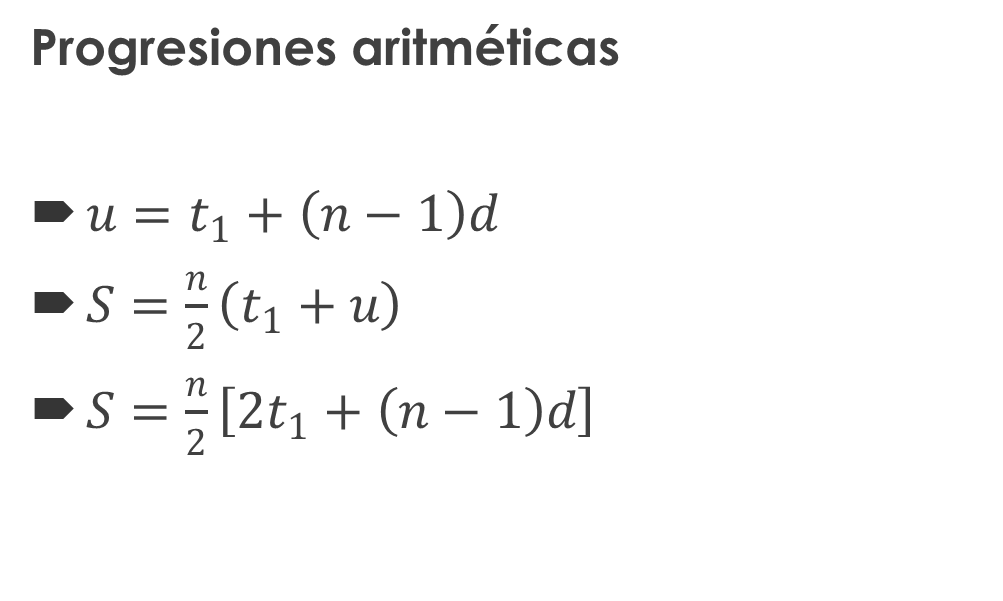 Progresiones aritméticas
u = t₁ + (n − 1)d
S = n/2 (t₁ + u)
S = n/2 [2t₁ + (n − 1)d]